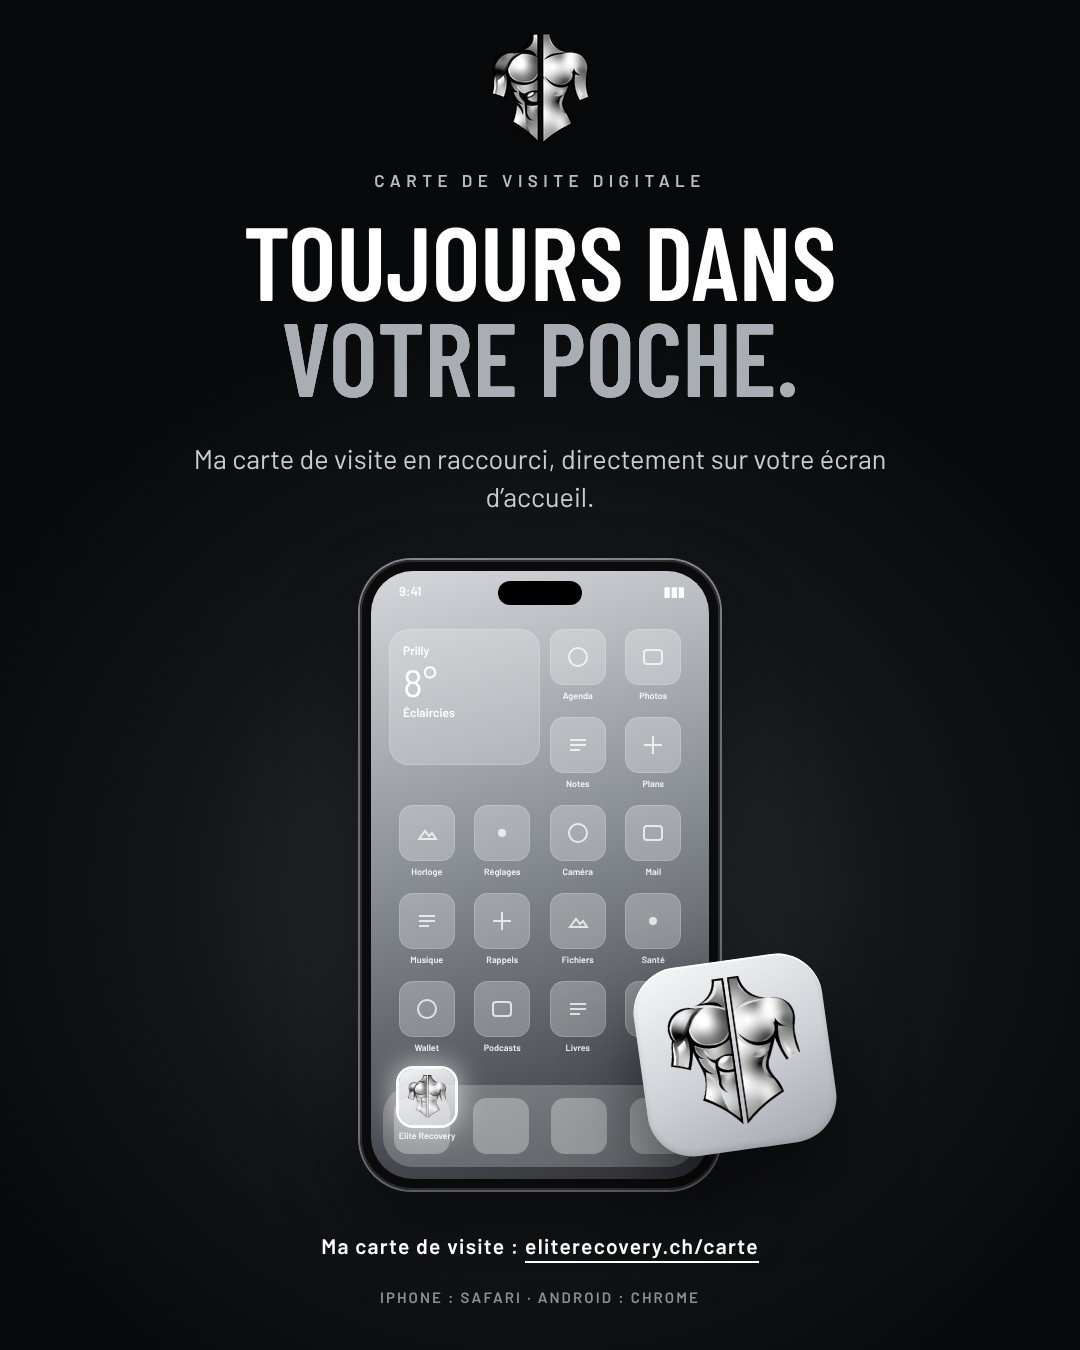 CARTE DE VISITE DIGITALE
TOUJOURS DANS
VOTRE POCHE.
Ma carte de visite en raccourci, directement sur votre écran
d’accueil.
9:41
Prilly
8°
Éclaircies
Agenda
Photos
Notes
Plans
Horloge
Réglages
Caméra
Mail
Musique
Rappels
Fichiers
Santé
Wallet
Podcasts
Livres
Elite Recovery
Ma carte de visite : eliterecovery.ch/carte
IPHONE : SAFARI · ANDROID : CHROME